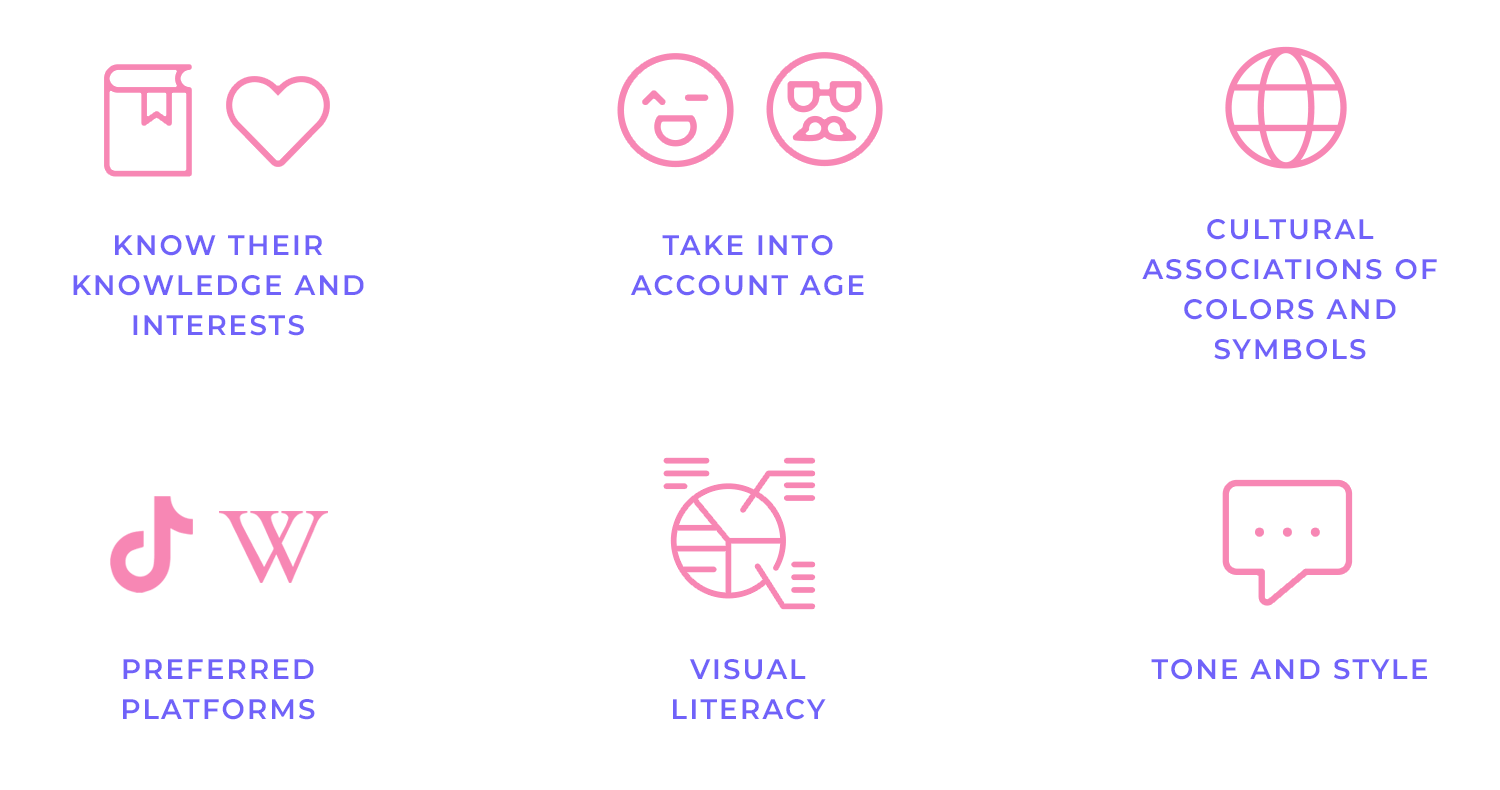 KNOW THEIR
KNOWLEDGE AND
INTERESTS
TAKE INTO
ACCOUNT AGE
CULTURAL
ASSOCIATIONS OF
COLORS AND
SYMBOLS
W
PREFERRED
PLATFORMS
VISUAL
LITERACY
TONE AND STYLE